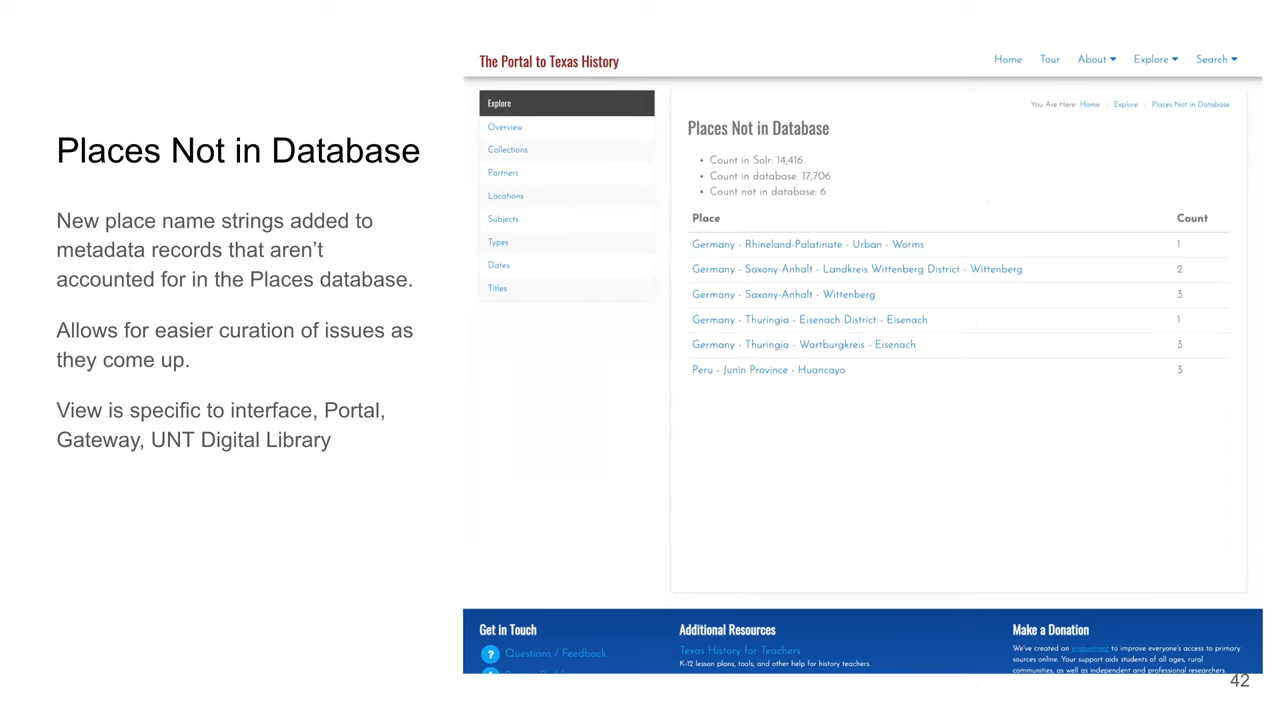 Places Not in Database
New place name strings added to
metadata records that aren’t
accounted for in the Places database.
Allows for easier curation of issues as
they come up.
View is specific to interface, Portal,
Gateway, UNT Digital Library
The Portal to Texas History
Home Tour About Explore Search
Explore
Overview
Collections
Partners
Locations
Subjects
Types
Dates
Titles
You Are Here: Home / Explore / Places Not in Database
Places Not in Database
• Count in Solr: 14,416
• Count in database: 17,706
• Count not in database: 6
Place Count
Germany - Rhineland-Palatinate - Urban - Worms 1
Germany - Saxony-Anhalt - Landkreis Wittenberg District - Wittenberg 2
Germany - Saxony-Anhalt - Wittenberg 3
Germany - Thuringia - Eisenach District - Eisenach 1
Germany - Thuringia - Wartburgkreis - Eisenach 3
Peru - Junín Province - Huancayo 3
Get in Touch
? Questions / Feedback
Additional Resources
Texas History for Teachers
K-12 lesson plans, tools, and other help for history teachers.
Make a Donation
We've created an endowment to improve everyone's access to primary
sources online. Your support aids students of all ages, rural
communities, as well as independent and professional researchers.
42